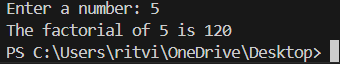 Enter a number: 5
The factorial of 5 is 120
PS C:\Users\ritvi\OneDrive\Desktop>